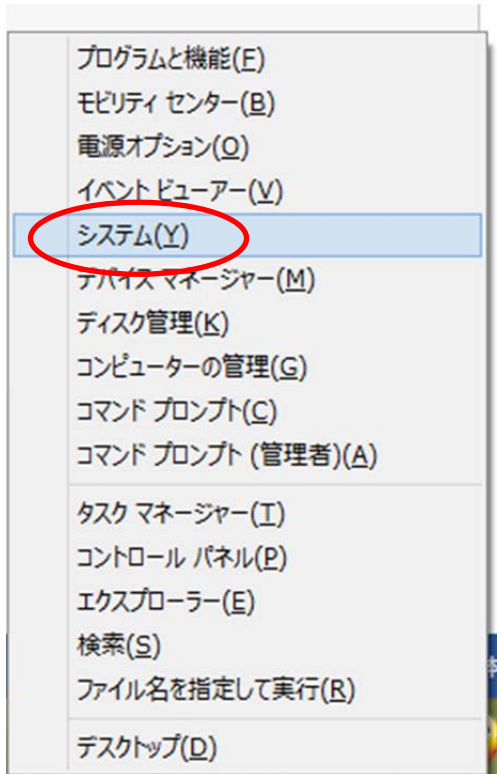 プログラムと機能(F)
モビリティ センター(B)
電源オプション(O)
イベント ビューアー(V)
システム(Y)
デバイス マネージャー(M)
ディスク管理(K)
コンピューターの管理(G)
コマンド プロンプト(C)
コマンド プロンプト (管理者)(A)
タスク マネージャー(T)
コントロール パネル(P)
エクスプローラー(E)
検索(S)
ファイル名を指定して実行(R)
デスクトップ(D)